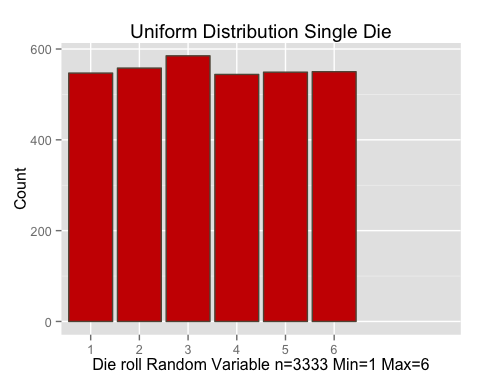 Uniform Distribution Single Die
600
400
200
0
Count
1 2 3 4 5 6
Die roll Random Variable n=3333 Min=1 Max=6